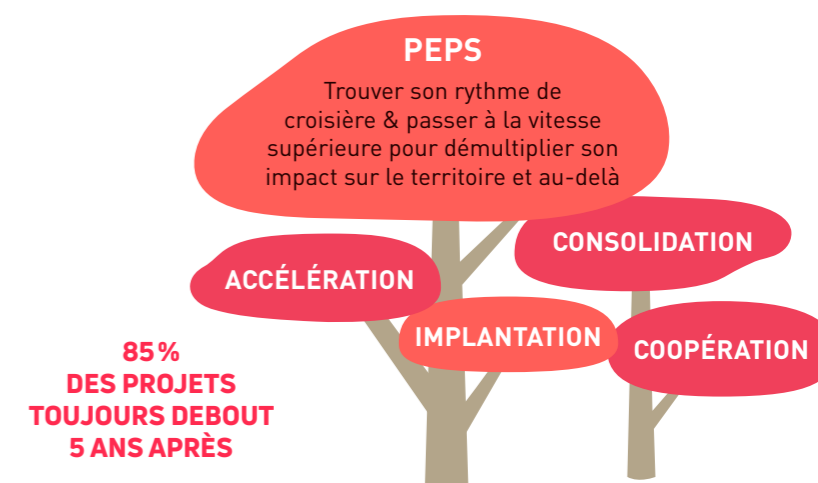 PEPS
Trouver son rythme de
croisière & passer à la vitesse
supérieure pour démultiplier son
impact sur le territoire et au-delà
CONSOLIDATION
ACCÉLÉRATION
IMPLANTATION
COOPÉRATION
85 %
DES PROJETS
TOUJOURS DEBOUT
5 ANS APRÈS